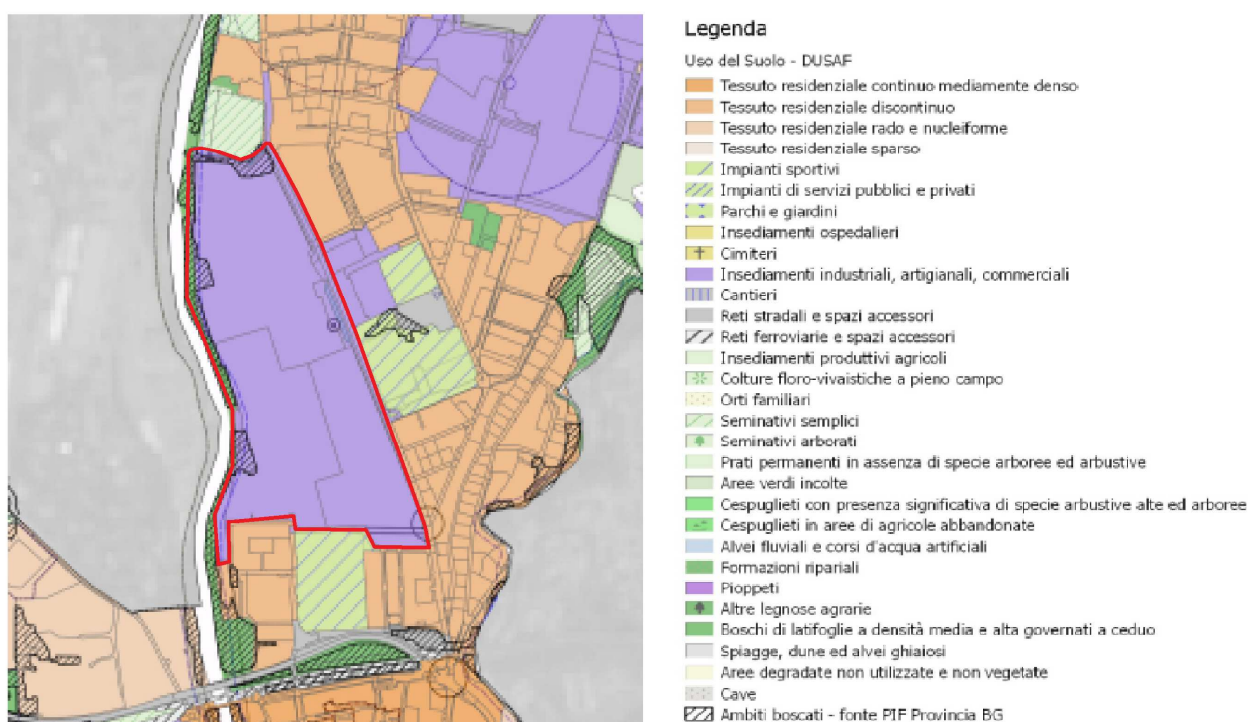 Legenda
Uso del Suolo - DUSAF
Tessuto residenziale continuo mediamente denso
Tessuto residenziale discontinuo
Tessuto residenziale rado e nucleiforme
Tessuto residenziale sparso
Impianti sportivi
Impianti di servizi pubblici e privati
Parchi e giardini
Insediamenti ospedalieri
Cimiteri
Insediamenti industriali, artigianali, commerciali
Cantieri
Reti stradali e spazi accessori
Reti ferroviarie e spazi accessori
Insediamenti produttivi agricoli
Colture floro-vivaistiche a pieno campo
Orti familiari
Seminativi semplici
Seminativi arborati
Prati permanenti in assenza di specie arboree ed arbustive
Aree verdi incolte
Cespuglieti con presenza significativa di specie arbustive alte ed arboree
Cespuglieti in aree di agricole abbandonate
Alvei fluviali e corsi d'acqua artificiali
Formazioni ripariali
Pioppeti
Altre legnose agrarie
Boschi di latifoglie a densità media e alta governati a ceduo
Spiagge, dune ed alvei ghiaiosi
Aree degradate non utilizzate e non vegetate
Cave
Ambiti boscati - fonte PIF Provincia BG